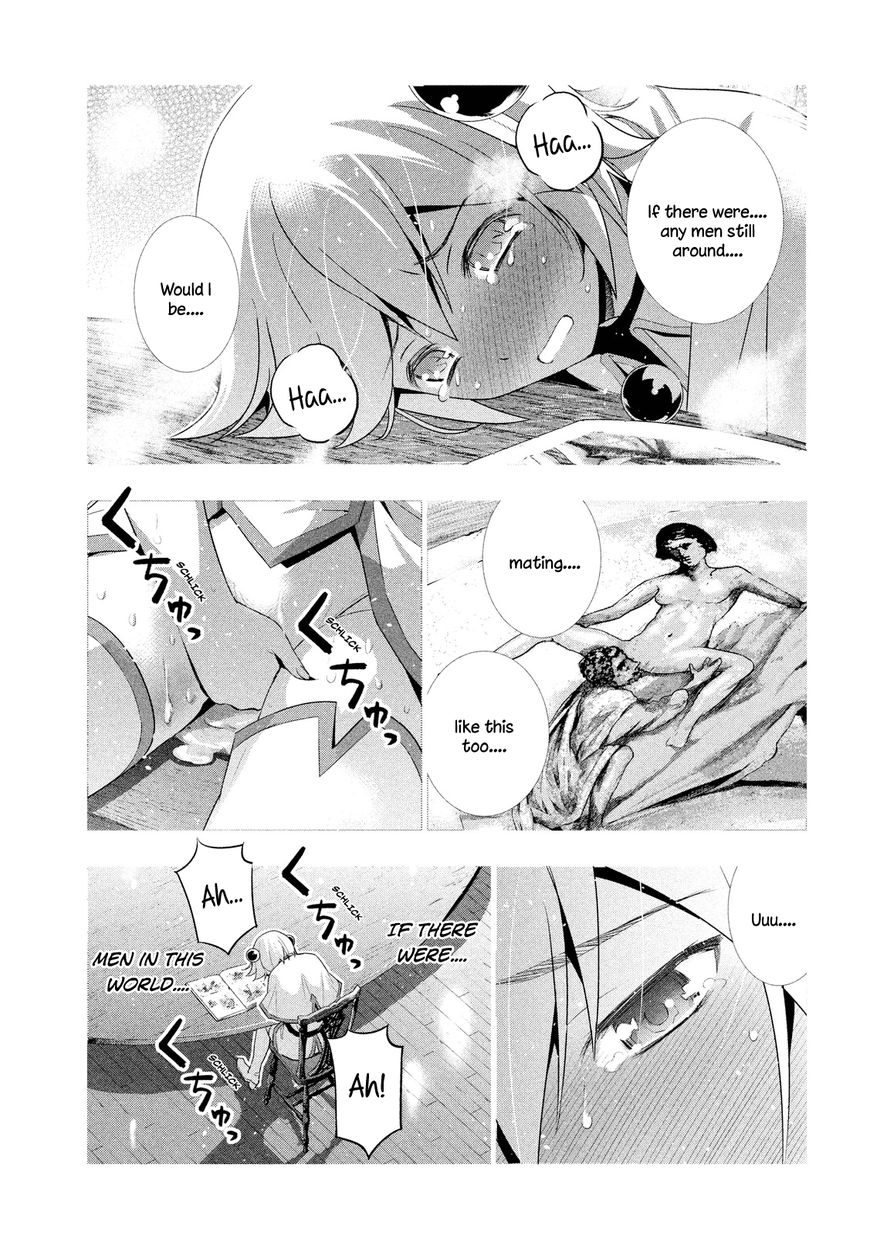 Haa...
If there were....
any men still
around....
Would I
be....
Haa...
mating....
like this
too....
くちゅっ
SCHLICK
くちゅっ
SCHLICK
Uuu....
Ah...
くちゅっ
SCHLICK
IF THERE
WERE....
MEN IN THIS
WORLD....
くちゅっ
SCHLICK
Ah!